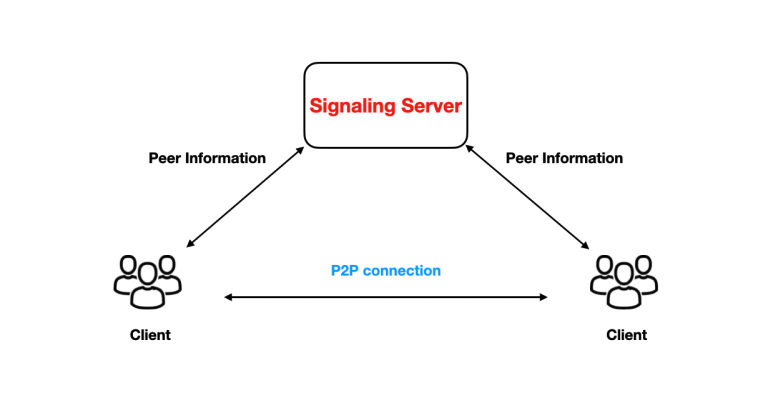 Signaling Server
Peer Information
Peer Information
P2P connection
Client
Client